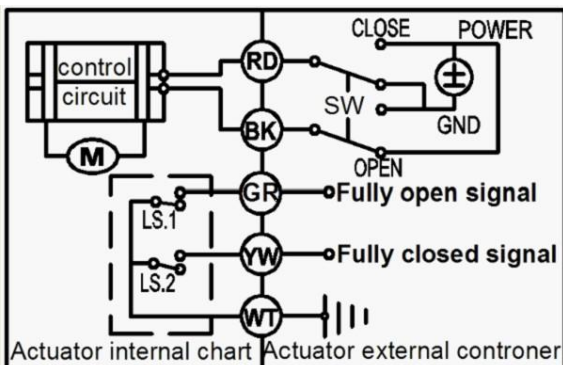 CLOSE
POWER
control
circuit
RD
SW
±
GND
BK
M
OPEN
LS.1
GR
Fully open signal
LS.2
YW
Fully closed signal
WT
Actuator internal chart
Actuator external controner